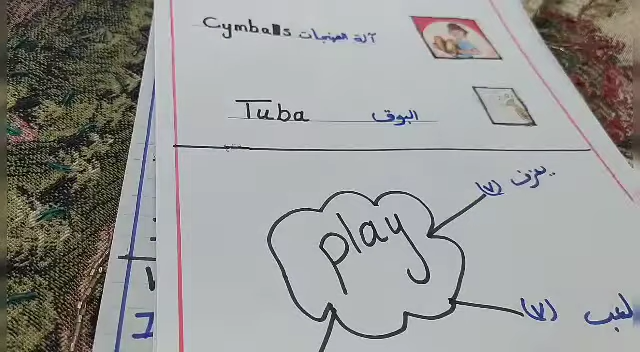 Cymbals آلة الصنجات
Tuba البوق
play
يعزف (v)
يلعب (v)